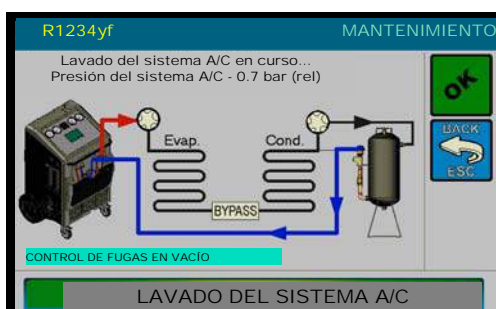 R1234yf MANTENIMIENTO
Lavado del sistema A/C en curso...
Presión del sistema A/C - 0.7 bar (rel)
OK
Evap. Cond.
BACK
ESC
BYPASS
CONTROL DE FUGAS EN VACÍO
LAVADO DEL SISTEMA A/C